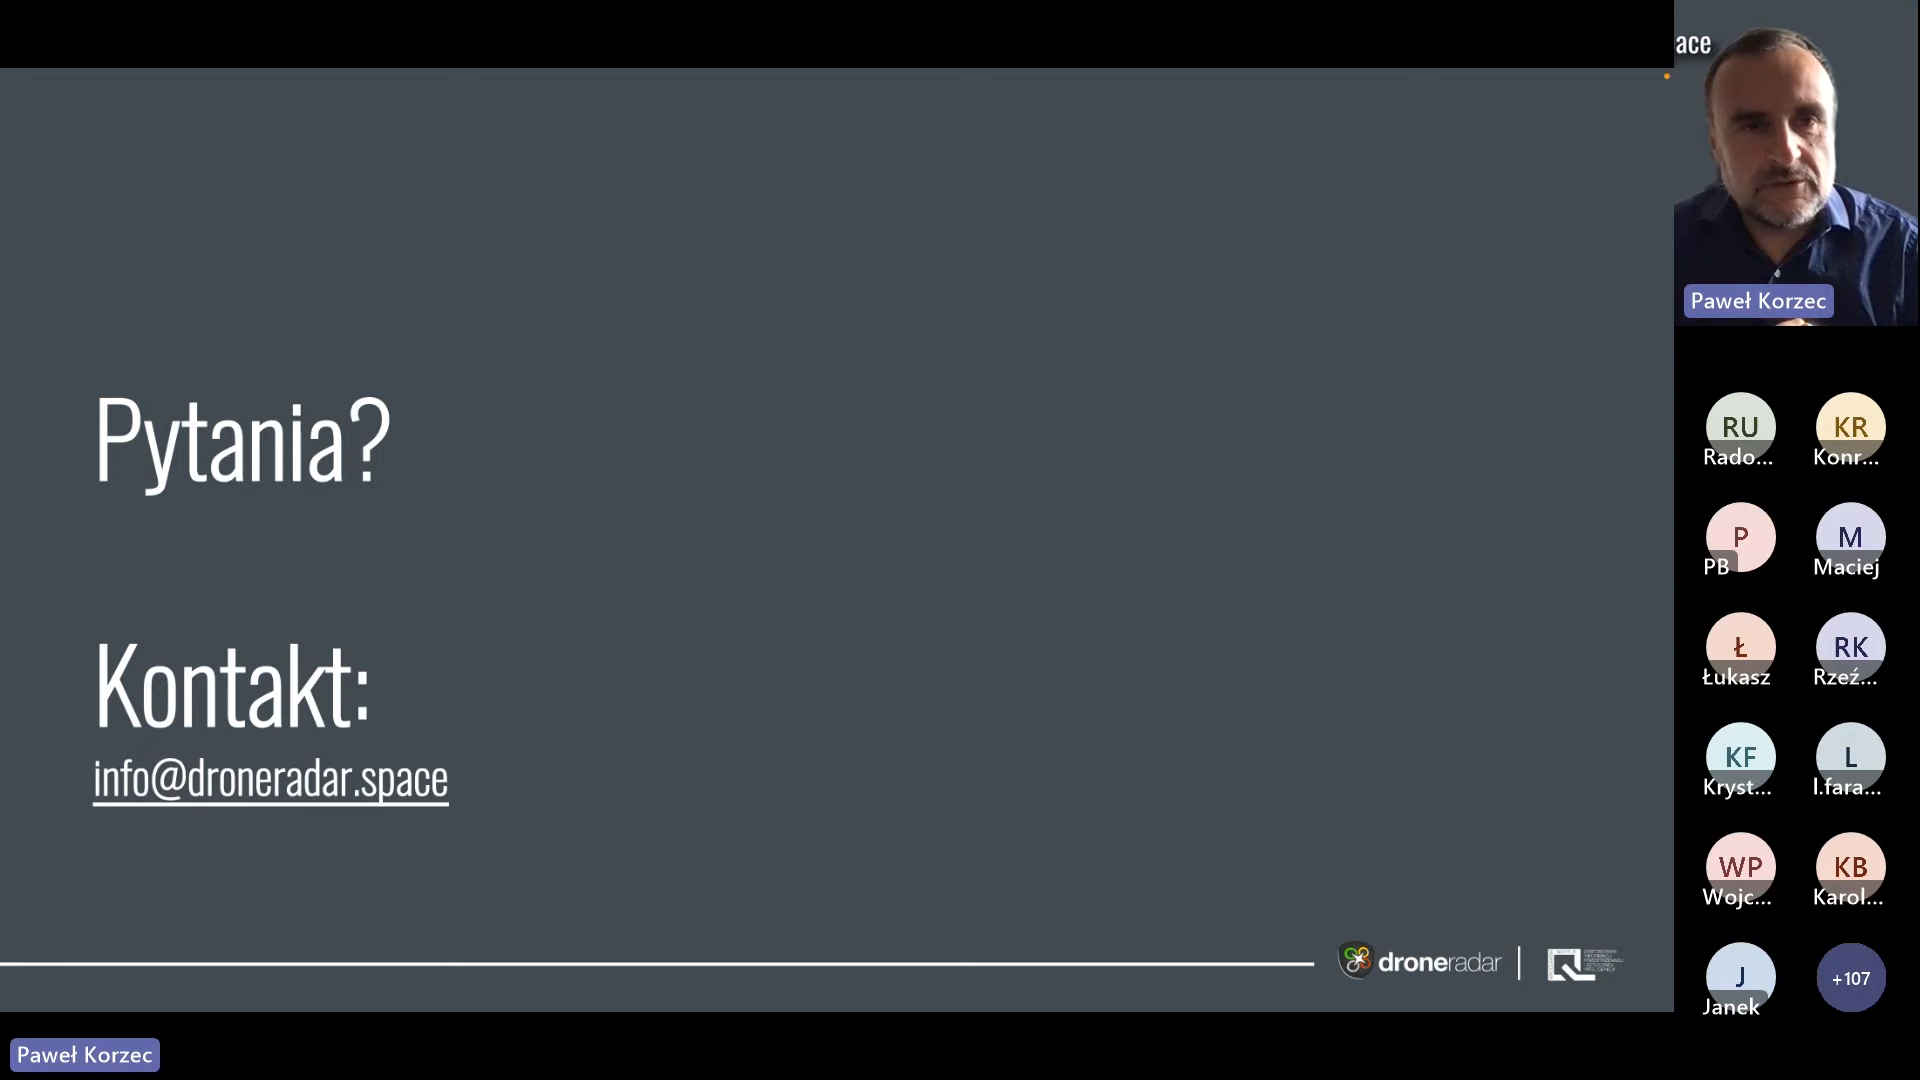 ace
Paweł Korzec
Pytania?
Kontakt:
info@droneradar.space
droneradar
RU
Rado...
KR
Konr...
P
PB
M
Maciej
Ł
Łukasz
RK
Rzeź...
KF
Kryst...
L
l.fara...
WP
Wojc...
KB
Karol...
J
Janek
+107
Paweł Korzec